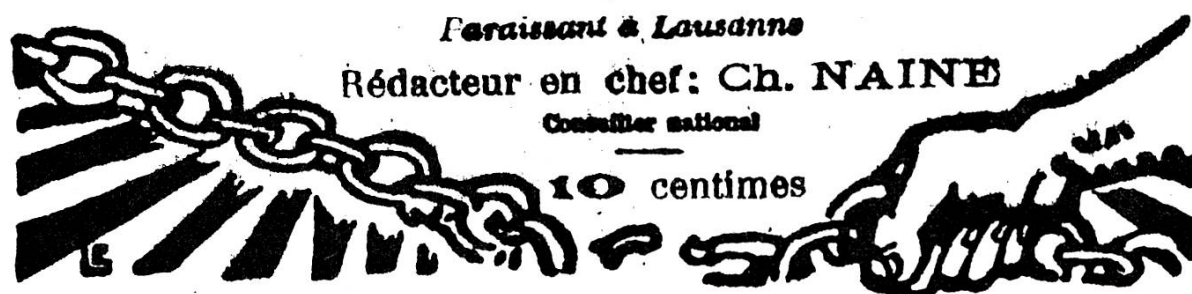 Paraissant à Lausanne
Rédacteur en chef: Ch. NAINE
Conseiller national
10 centimes